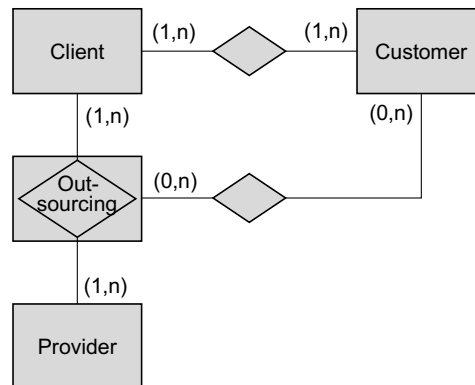 Client
(1,n)
(1,n)
Customer
(1,n)
(0,n)
Out-
sourcing
(0,n)
(1,n)
Provider